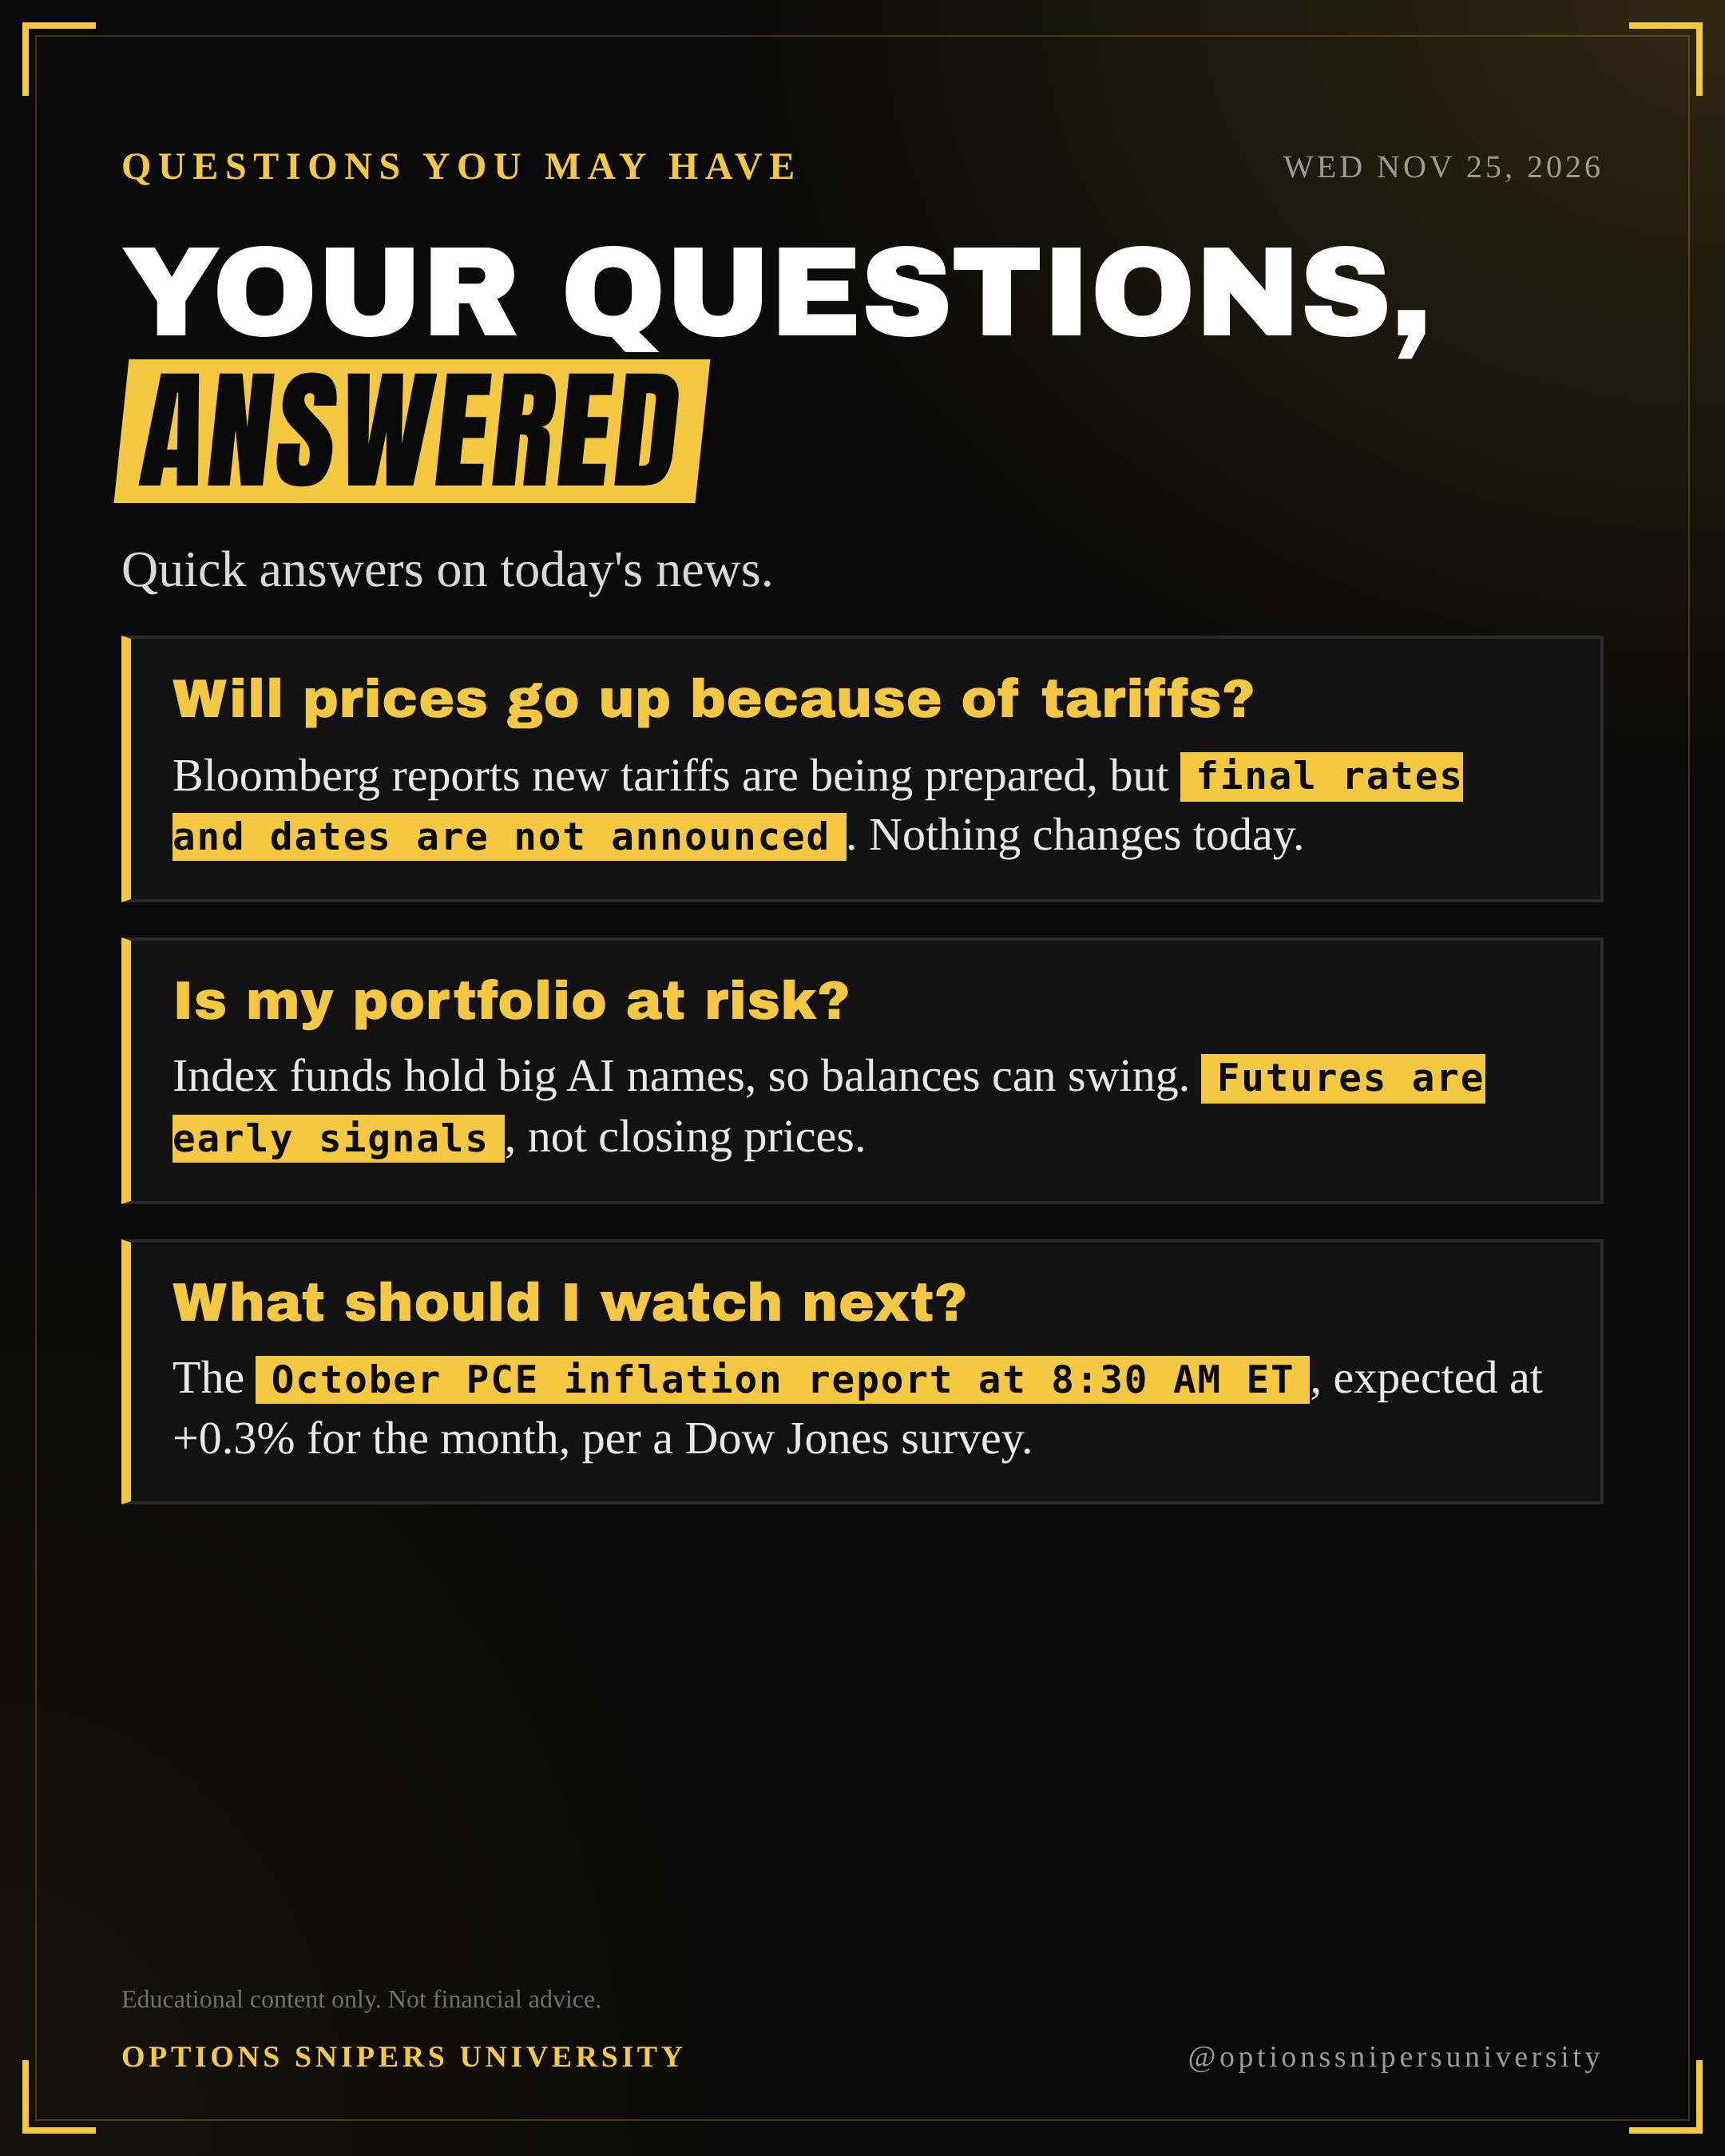 QUESTIONS YOU MAY HAVE
WED NOV 25, 2026
YOUR QUESTIONS,
ANSWERED
Quick answers on today's news.
Will prices go up because of tariffs?
Bloomberg reports new tariffs are being prepared, but final rates
and dates are not announced. Nothing changes today.
Is my portfolio at risk?
Index funds hold big AI names, so balances can swing. Futures are
early signals, not closing prices.
What should I watch next?
The October PCE inflation report at 8:30 AM ET, expected at
+0.3% for the month, per a Dow Jones survey.
Educational content only. Not financial advice.
OPTIONS SNIPERS UNIVERSITY
@optionssnipersuniversity